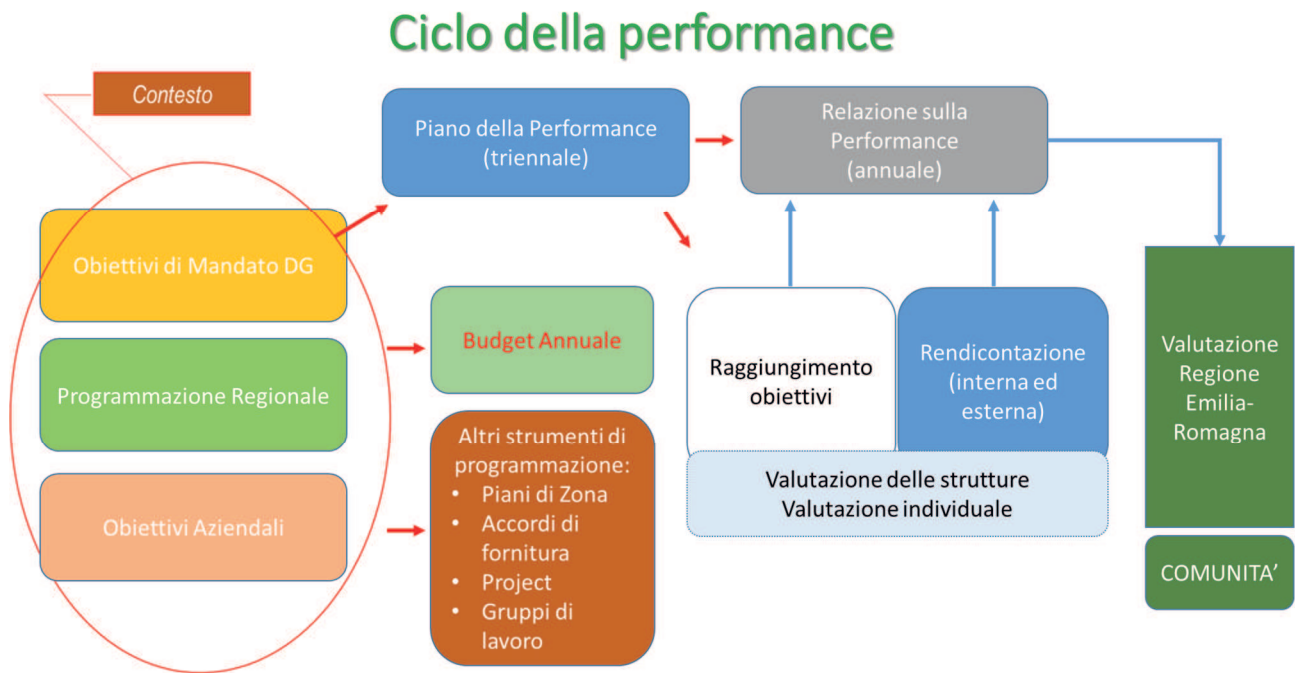 Ciclo della performance
Contesto
Obiettivi di Mandato DG
Programmazione Regionale
Obiettivi Aziendali
Piano della Performance
(triennale)
Budget Annuale
Altri strumenti di
programmazione:
• Piani di Zona
• Accordi di
fornitura
• Project
• Gruppi di
lavoro
Relazione sulla
Performance
(annuale)
Raggiungimento
obiettivi
Rendicontazione
(interna ed
esterna)
Valutazione delle strutture
Valutazione individuale
Valutazione
Regione
Emilia-
Romagna
COMUNITA’